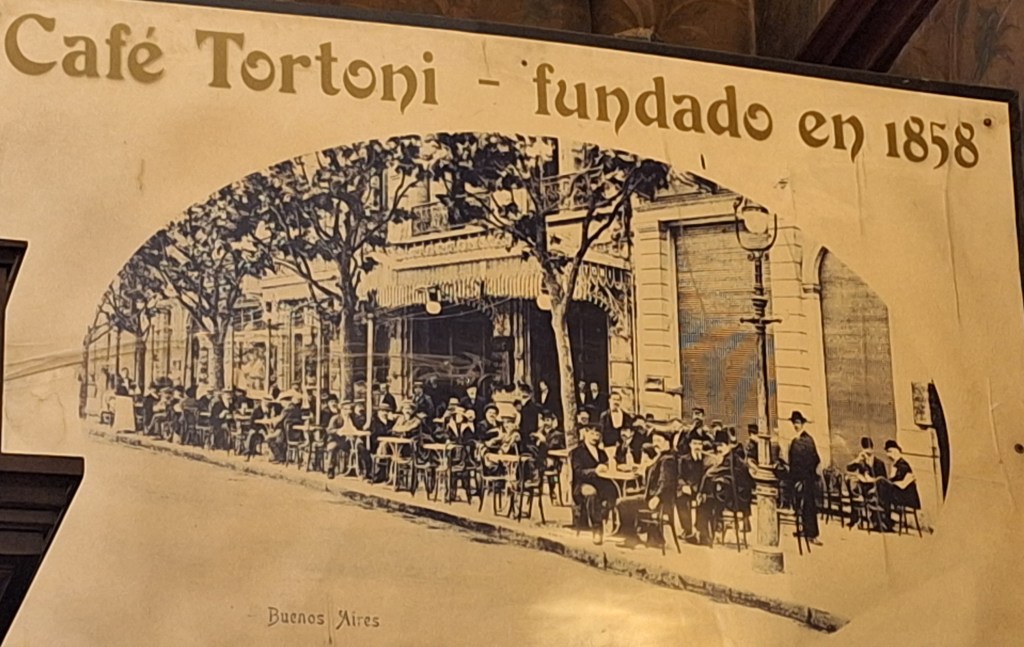 Café Tortoni - fundado en 1858
Buenos Aires